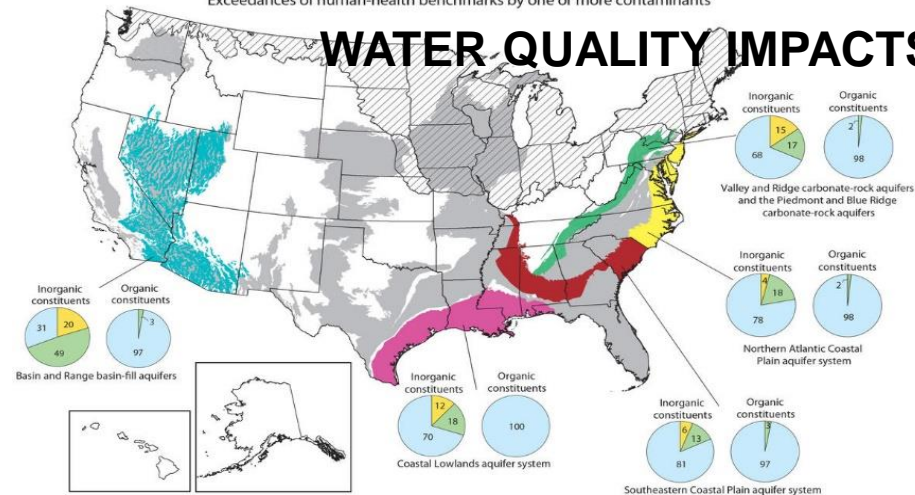 Exceedances of human-health benchmarks by one or more contaminants
WATER QUALITY IMPACTS
Inorganic
constituents
Organic
constituents
15
17
68
2
98
Valley and Ridge carbonate-rock aquifers
and the Piedmont and Blue Ridge
carbonate-rock aquifers
Inorganic
constituents
Organic
constituents
4
18
78
2
98
Northern Atlantic Coastal
Plain aquifer system
Inorganic
constituents
Organic
constituents
31
20
49
3
97
Basin and Range basin-fill aquifers
Inorganic
constituents
Organic
constituents
12
18
70
100
Coastal Lowlands aquifer system
Inorganic
constituents
Organic
constituents
6
13
81
3
97
Southeastern Coastal Plain aquifer system